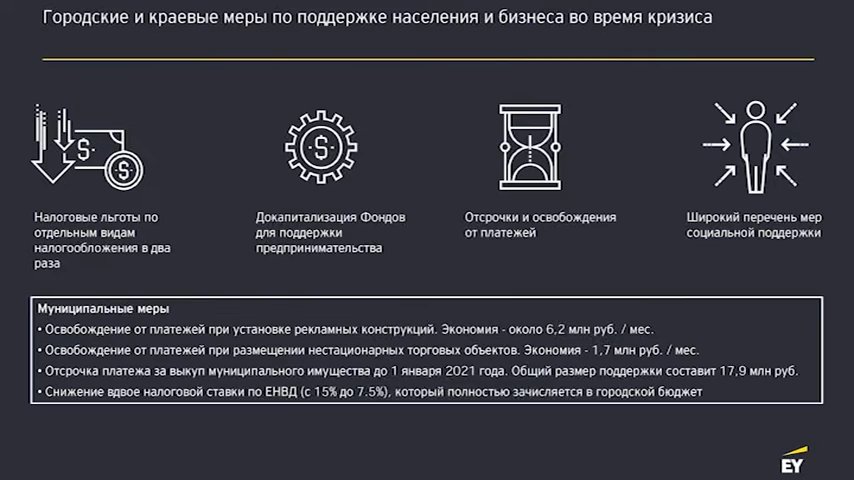 Городские и краевые меры по поддержке населения и бизнеса во время кризиса
Налоговые льготы по
отдельным видам
налогообложения в два
раза
Докапитализация Фондов
для поддержки
предпринимательства
Отсрочки и освобождения
от платежей
Широкий перечень мер
социальной поддержки
Муниципальные меры
• Освобождение от платежей при установке рекламных конструкций. Экономия - около 6,2 млн руб. / мес.
• Освобождение от платежей при размещении нестационарных торговых объектов. Экономия - 1,7 млн руб. / мес.
• Отсрочка платежа за выкуп муниципального имущества до 1 января 2021 года. Общий размер поддержки составит 17,9 млн руб.
• Снижение вдвое налоговой ставки по ЕНВД (с 15% до 7.5%), который полностью зачисляется в городской бюджет
EY